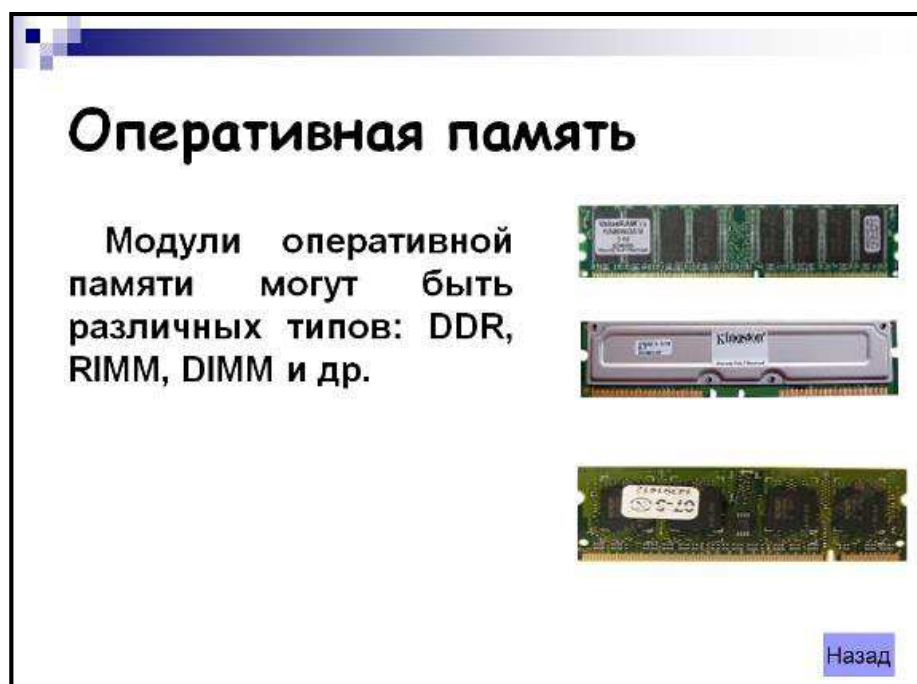 Оперативная память
Модули оперативной
памяти могут быть
различных типов: DDR,
RIMM, DIMM и др.
Kingston
Назад